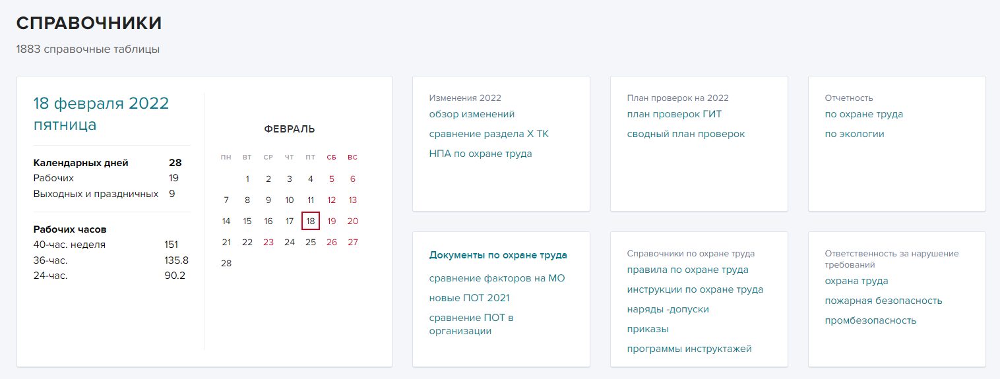 СПРАВОЧНИКИ
1883 справочные таблицы
18 февраля 2022
пятница
Календарных дней 28
Рабочих 19
Выходных и праздничных 9
Рабочих часов
40-час. неделя 151
36-час. 135.8
24-час. 90.2
ФЕВРАЛЬ
ПН ВТ СР ЧТ ПТ СБ ВС
1 2 3 4 5 6
7 8 9 10 11 12 13
14 15 16 17 18 19 20
21 22 23 24 25 26 27
28
Изменения 2022
обзор изменений
сравнение раздела X ТК
НПА по охране труда
План проверок на 2022
план проверок ГИТ
сводный план проверок
Отчетность
по охране труда
по экологии
Документы по охране труда
сравнение факторов на МО
новые ПОТ 2021
сравнение ПОТ в
организации
Справочники по охране труда
правила по охране труда
инструкции по охране труда
наряды -допуски
приказы
программы инструктажей
Ответственность за нарушение
требований
охрана труда
пожарная безопасность
промбезопасность